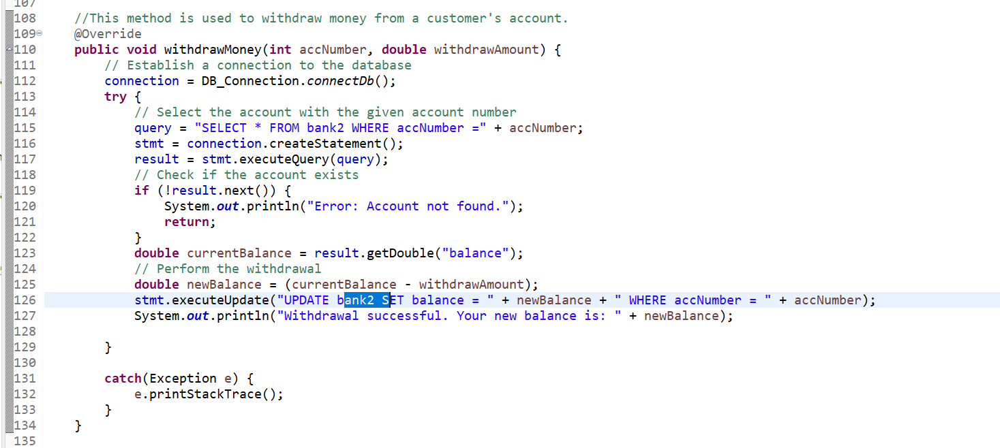 107
108 //This method is used to withdraw money from a customer's account.
109 @Override
110 public void withdrawMoney(int accNumber, double withdrawAmount) {
111 // Establish a connection to the database
112 connection = DB_Connection.connectDb();
113 try {
114 // Select the account with the given account number
115 query = "SELECT * FROM bank2 WHERE accNumber =" + accNumber;
116 stmt = connection.createStatement();
117 result = stmt.executeQuery(query);
118 // Check if the account exists
119 if (!result.next()) {
120 System.out.println("Error: Account not found.");
121 return;
122 }
123 double currentBalance = result.getDouble("balance");
124 // Perform the withdrawal
125 double newBalance = (currentBalance - withdrawAmount);
126 stmt.executeUpdate("UPDATE bank2 SET balance = " + newBalance + " WHERE accNumber = " + accNumber);
127 System.out.println("Withdrawal successful. Your new balance is: " + newBalance);
128
129 }
130
131 catch(Exception e) {
132 e.printStackTrace();
133 }
134 }
135